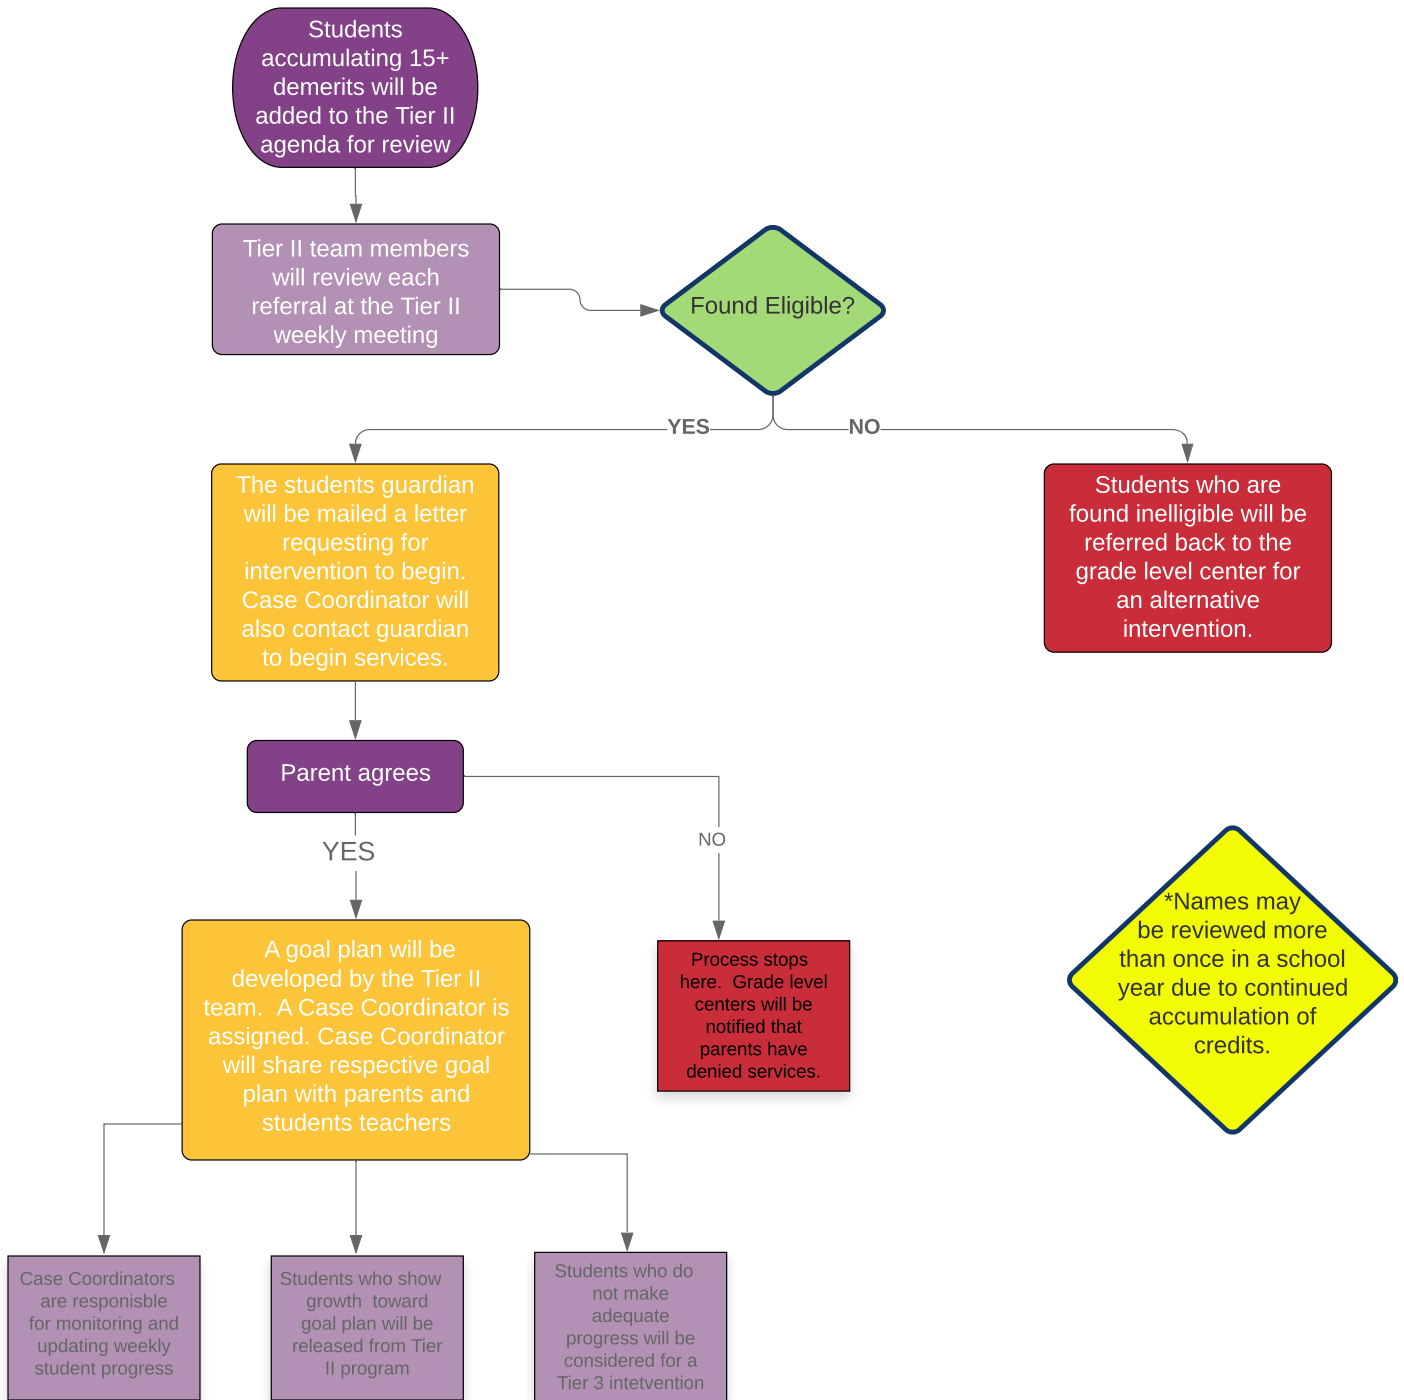 Students
accumulating 15+
demerits will be
added to the Tier II
agenda for review
Tier II team members
will review each
referral at the Tier II
weekly meeting
Found Eligible?
YES
NO
The students guardian
will be mailed a letter
requesting for
intervention to begin.
Case Coordinator will
also contact guardian
to begin services.
Students who are
found inelligible will be
referred back to the
grade level center for
an alternative
intervention.
Parent agrees
YES
NO
A goal plan will be
developed by the Tier II
team.  A Case Coordinator is
assigned. Case Coordinator
will share respective goal
plan with parents and
students teachers
Process stops
here.  Grade level
centers will be
notified that
parents have
denied services.
*Names may
be reviewed more
than once in a school
year due to continued
accumulation of
credits.
Case Coordinators
are responisble
for monitoring and
updating weekly
student progress
Students who show
growth  toward
goal plan will be
released from Tier
II program
Students who do
not make
adequate
progress will be
considered for a
Tier 3 intetvention